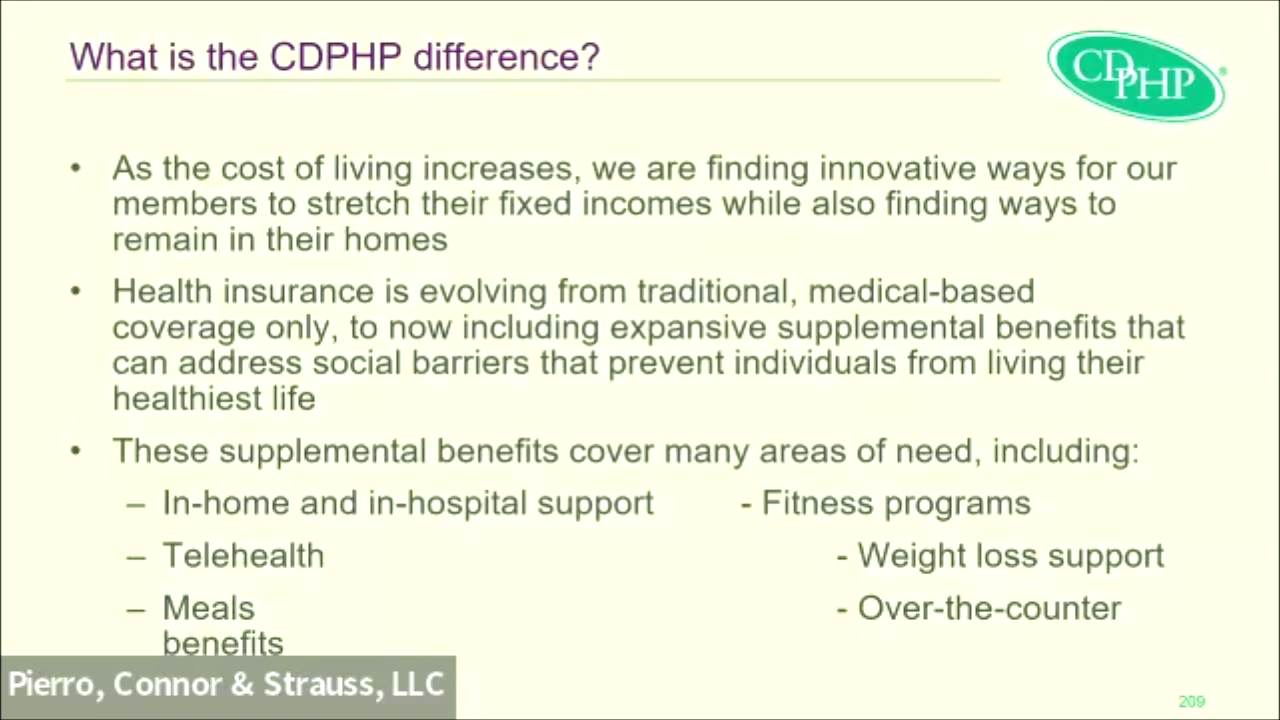 What is the CDPHP difference?
CDPHP®
• As the cost of living increases, we are finding innovative ways for our
members to stretch their fixed incomes while also finding ways to
remain in their homes
• Health insurance is evolving from traditional, medical-based
coverage only, to now including expansive supplemental benefits that
can address social barriers that prevent individuals from living their
healthiest life
• These supplemental benefits cover many areas of need, including:
– In-home and in-hospital support - Fitness programs
– Telehealth - Weight loss support
– Meals - Over-the-counter
benefits
Pierro, Connor & Strauss, LLC
209